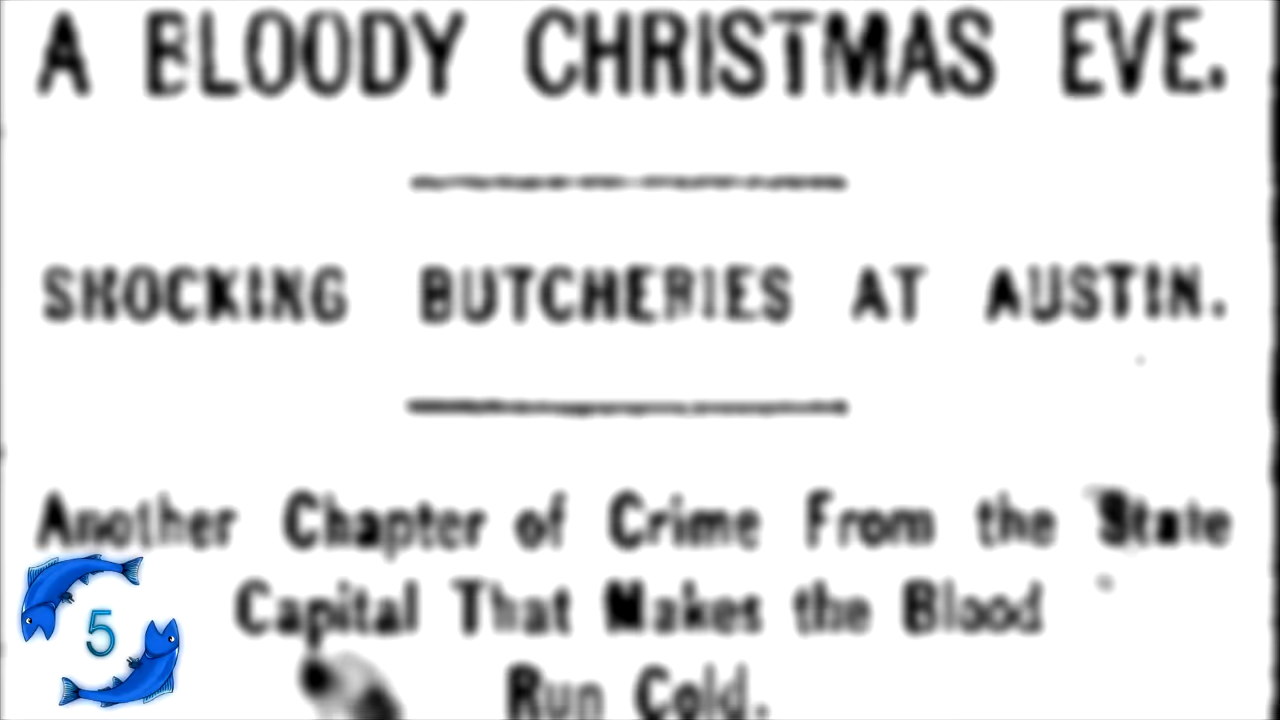 A BLOODY CHRISTMAS EVE.
SHOCKING BUTCHERIES AT AUSTIN.
Another Chapter of Crime From the State
Capital That Makes the Blood
Run Cold.
5